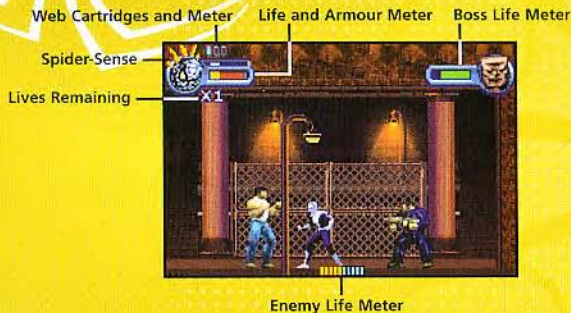 Web Cartridges and Meter
Life and Armour Meter
Boss Life Meter
Spider-Sense
Lives Remaining
X1
Enemy Life Meter